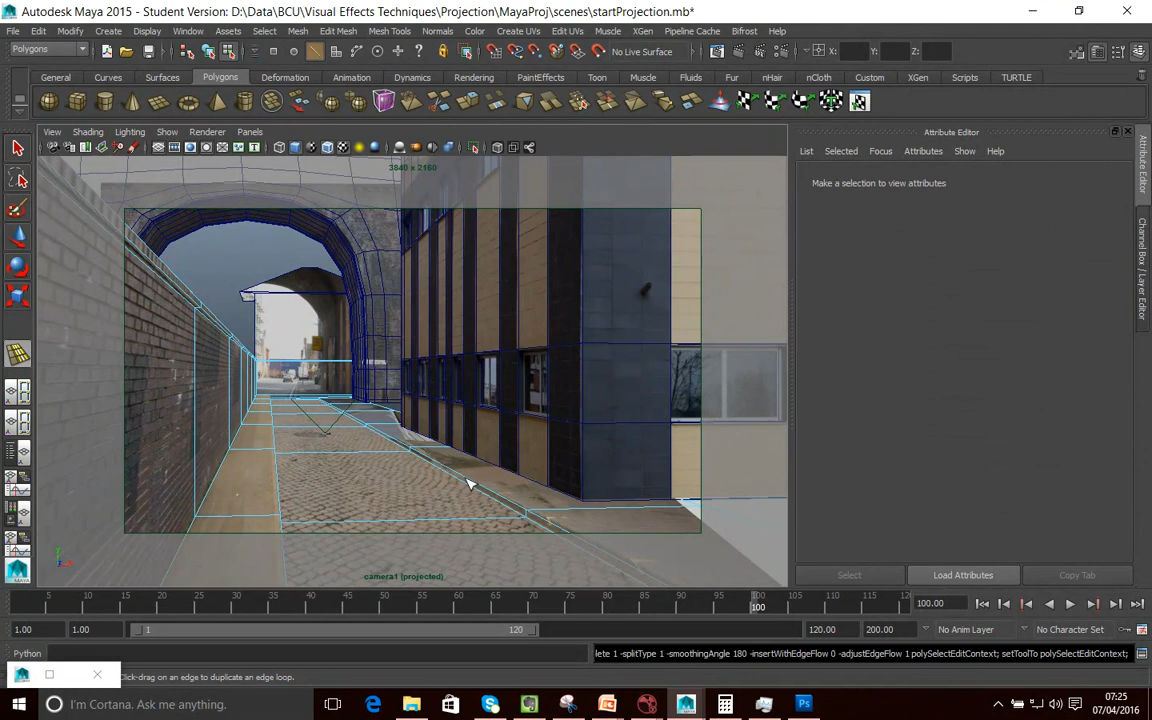 Autodesk Maya 2015 - Student Version: D:\Data\BCU\Visual Effects Techniques\Projection\MayaProj\scenes\startProjection.mb*
File Edit Modify Create Display Window Assets Select Mesh Edit Mesh Mesh Tools Normals Color Create UVs Edit UVs Muscle XGen Pipeline Cache Bifrost Help
Polygons No Live Surface X: Y: Z:
General Curves Surfaces Polygons Deformation Animation Dynamics Rendering PaintEffects Toon Muscle Fluids Fur nHair nCloth Custom XGen Scripts TURTLE
View Shading Lighting Show Renderer Panels
Attribute Editor
List Selected Focus Attributes Show Help
3840 x 2160
Make a selection to view attributes
Attribute Editor
Channel Box / Layer Editor
camera1 (projected)
Select Load Attributes Copy Tab
5 10 15 20 25 30 35 40 45 50 55 60 65 70 75 80 85 90 95 100 105 110 115 12
100
100.00
1.00 1.00 1 120 120.00 200.00 No Anim Layer No Character Set
Python lete 1 -splitType 1 -smoothingAngle 180 -insertWithEdgeFlow 0 -adjustEdgeFlow 1 polySelectEditContext; setToolTo polySelectEditContext;
Click-drag on an edge to duplicate an edge loop.
I'm Cortana. Ask me anything.
07:25
07/04/2016